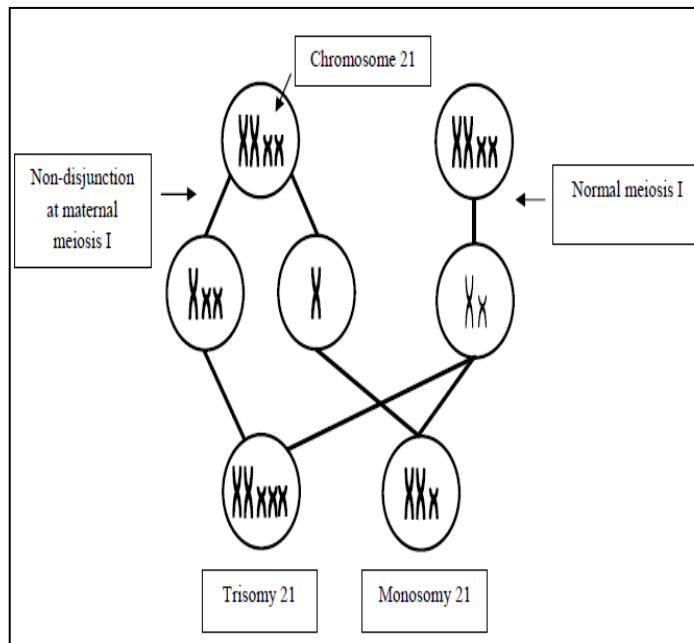 Chromosome 21
Non-disjunction
at maternal
meiosis I
Normal meiosis I
Trisomy 21
Monosomy 21